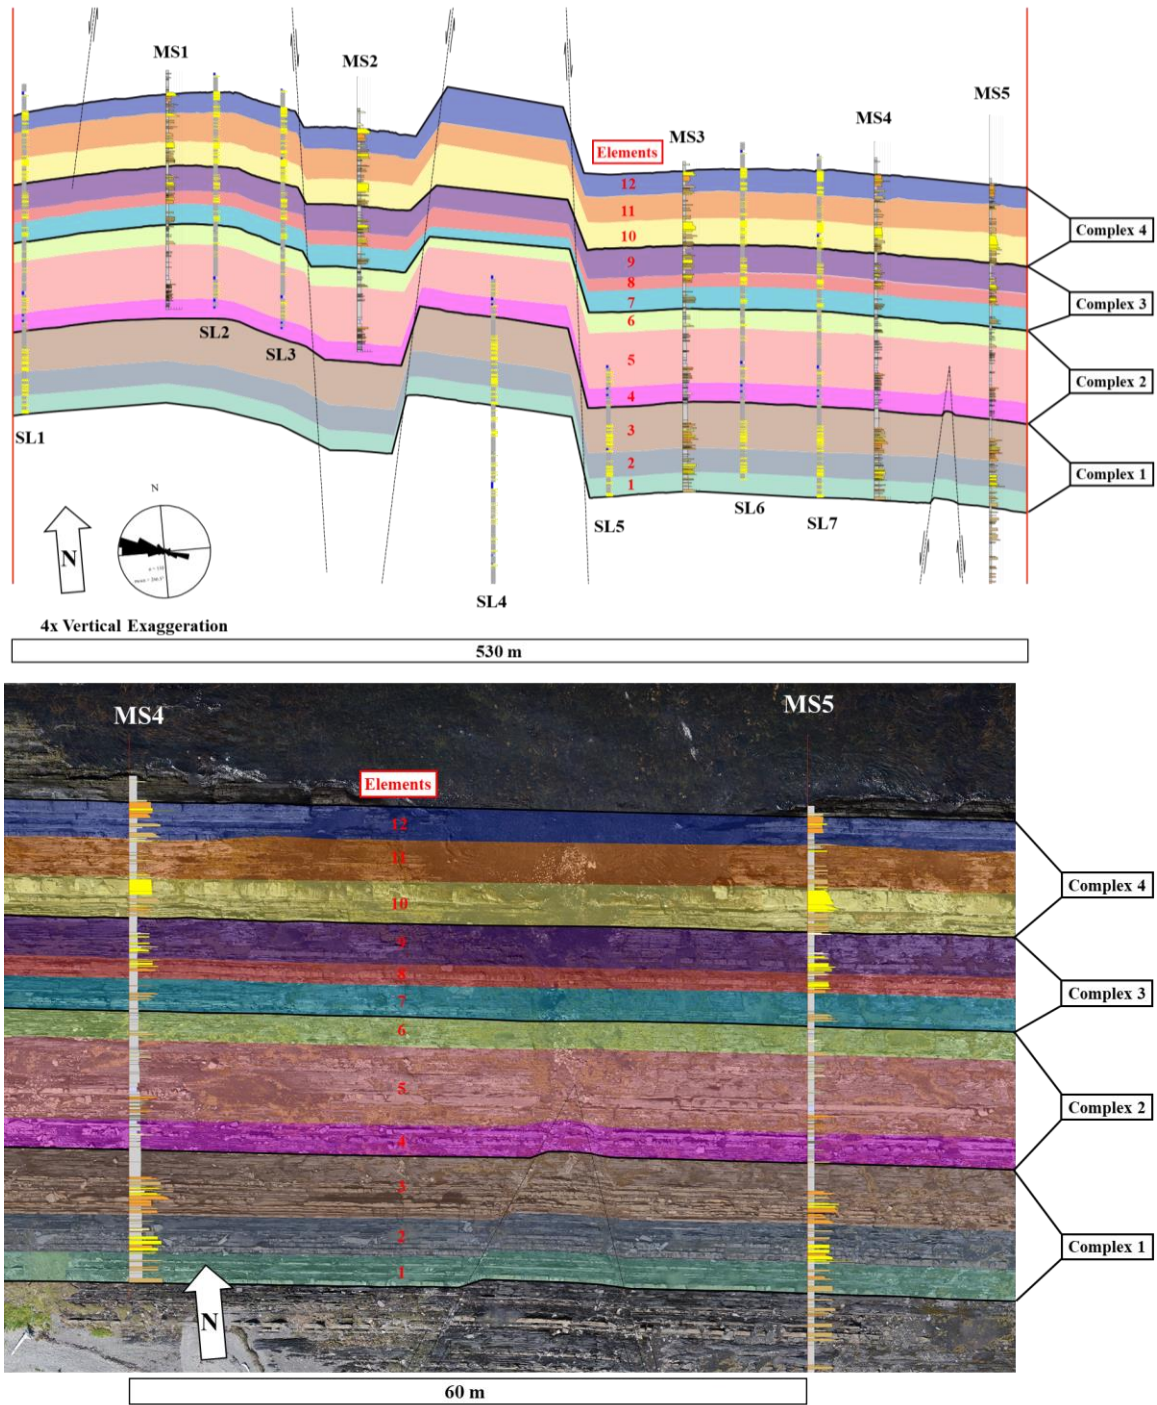 MS1
MS2
MS5
MS4
MS3
Elements
12
11
10
9
8
7
6
5
4
3
2
1
Complex 4
Complex 3
Complex 2
Complex 1
SL1
SL2
SL3
SL4
SL5
SL6
SL7
N
N
4x Vertical Exaggeration
530 m
MS4
MS5
Elements
12
11
10
9
8
7
6
5
4
3
2
1
Complex 4
Complex 3
Complex 2
Complex 1
N
60 m